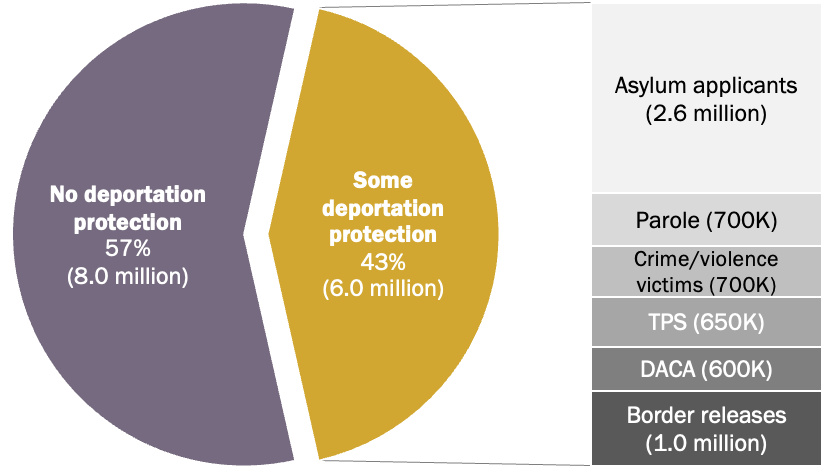 No deportation
protection
57%
(8.0 million)
Some
deportation
protection
43%
(6.0 million)
Asylum applicants
(2.6 million)
Parole (700K)
Crime/violence
victims (700K)
TPS (650K)
DACA (600K)
Border releases
(1.0 million)